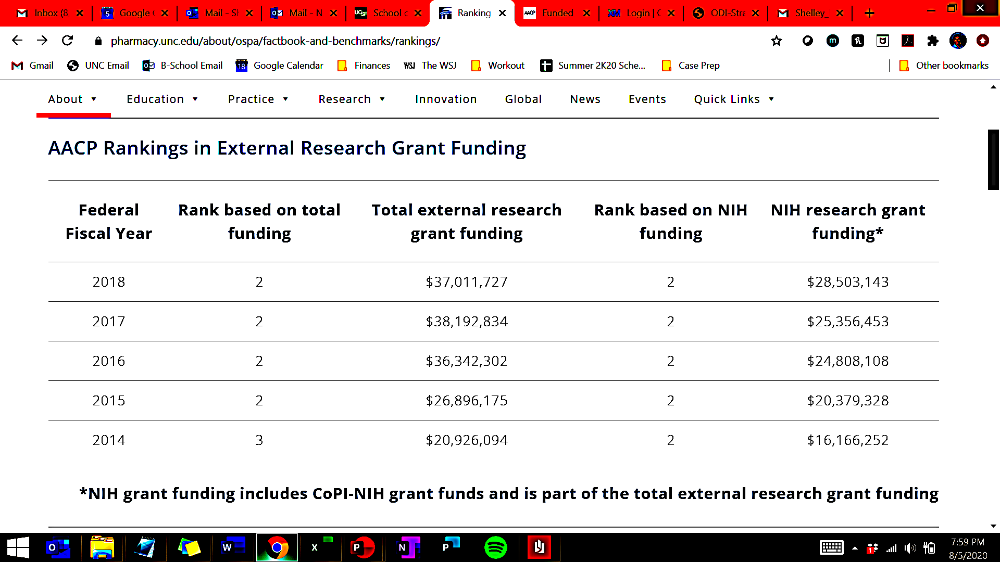 Inbox (8, Google Mail - Mail - N School Ranking Funded Login | ODI-Stra Shelley_
pharmacy.unc.edu/about/ospa/factbook-and-benchmarks/rankings/
Gmail UNC Email B-School Email 18 Google Calendar Finances WSJ The WSJ Workout Summer 2K20 Sche... Case Prep Other bookmarks
About Education Practice Research Innovation Global News Events Quick Links
AACP Rankings in External Research Grant Funding
Federal Rank based on total Total external research Rank based on NIH NIH research grant
Fiscal Year funding grant funding funding funding*
2018 2 $37,011,727 2 $28,503,143
2017 2 $38,192,834 2 $25,356,453
2016 2 $36,342,302 2 $24,808,108
2015 2 $26,896,175 2 $20,379,328
2014 3 $20,926,094 2 $16,166,252
*NIH grant funding includes CoPI-NIH grant funds and is part of the total external research grant funding
7:59 PM
8/5/2020